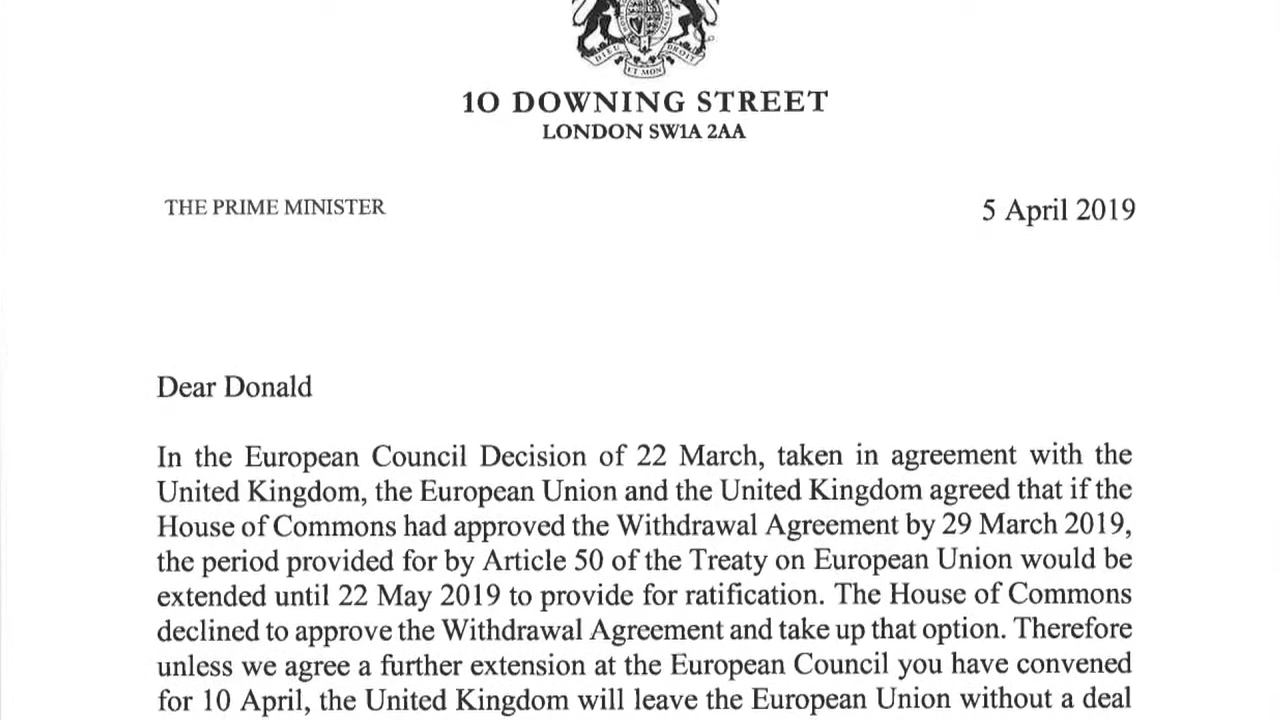 DIEU
ET MON
DROIT
10 DOWNING STREET
LONDON SW1A 2AA
THE PRIME MINISTER
5 April 2019
Dear Donald
In the European Council Decision of 22 March, taken in agreement with the
United Kingdom, the European Union and the United Kingdom agreed that if the
House of Commons had approved the Withdrawal Agreement by 29 March 2019,
the period provided for by Article 50 of the Treaty on European Union would be
extended until 22 May 2019 to provide for ratification. The House of Commons
declined to approve the Withdrawal Agreement and take up that option. Therefore
unless we agree a further extension at the European Council you have convened
for 10 April, the United Kingdom will leave the European Union without a deal